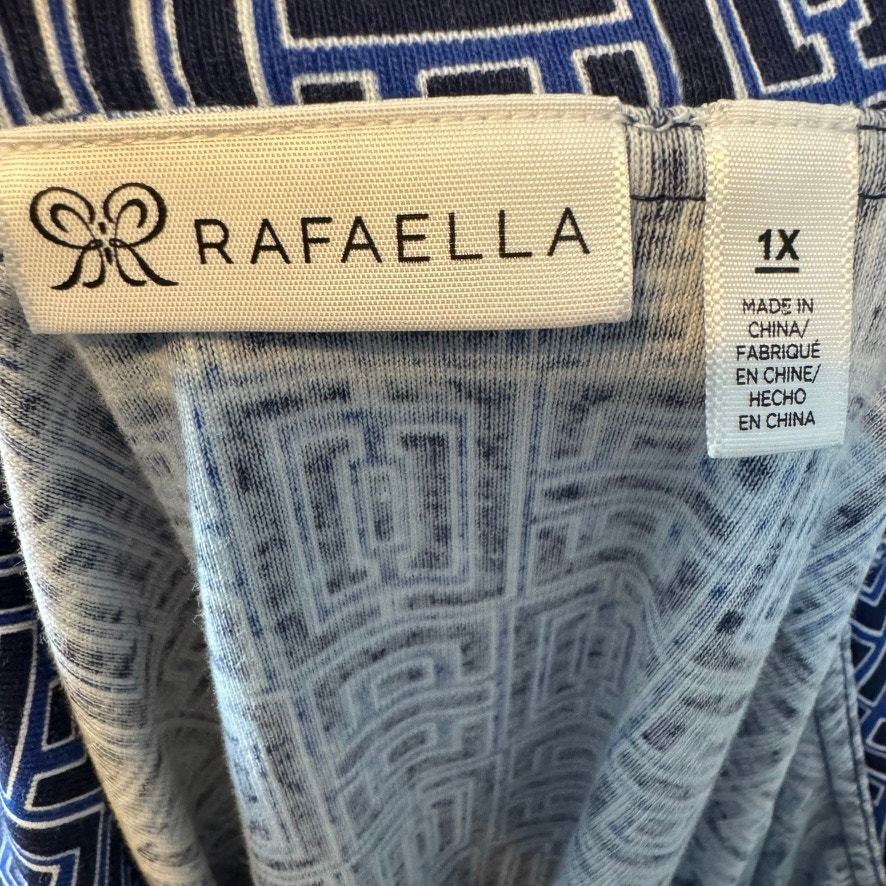 RAFAELLA
1X
MADE IN
CHINA/
FABRIQUÉ
EN CHINE/
HECHO
EN CHINA